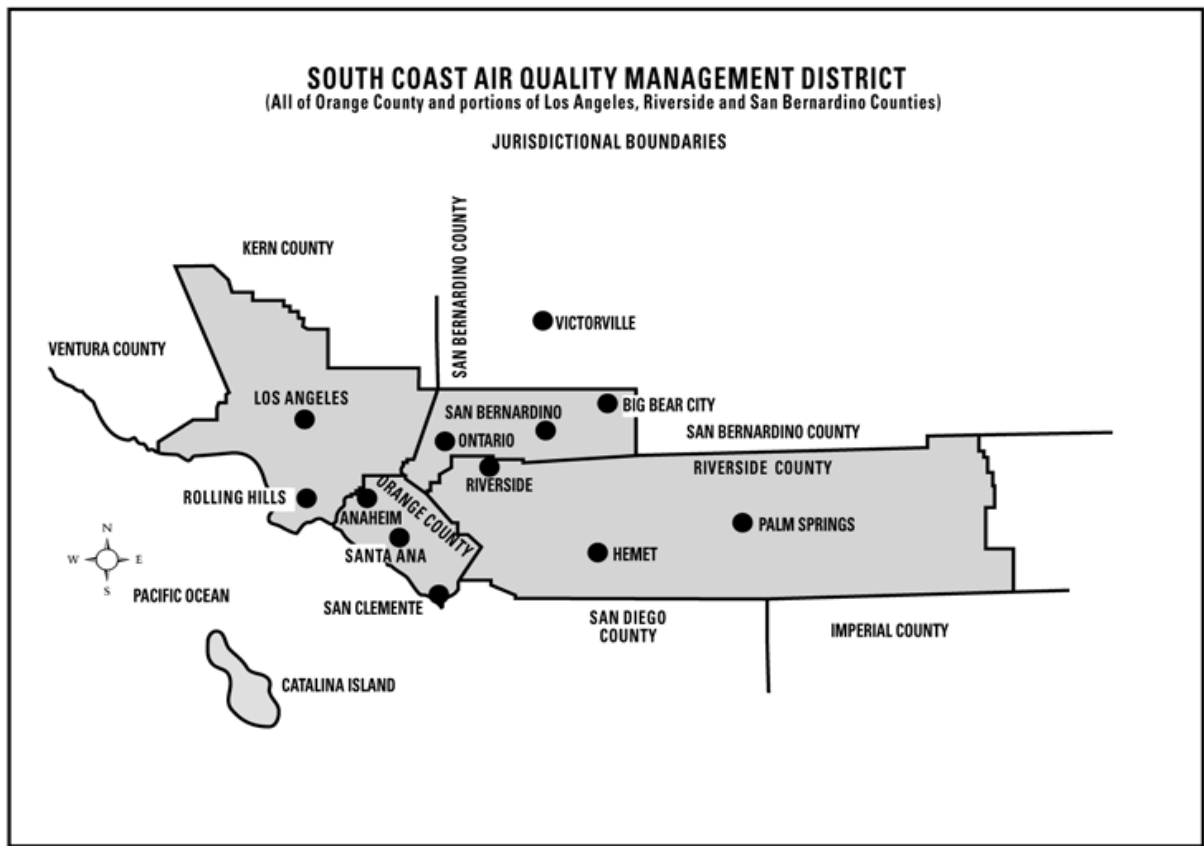 SOUTH COAST AIR QUALITY MANAGEMENT DISTRICT
(All of Orange County and portions of Los Angeles, Riverside and San Bernardino Counties)
JURISDICTIONAL BOUNDARIES
KERN COUNTY
SAN BERNARDINO COUNTY
VICTORVILLE
VENTURA COUNTY
LOS ANGELES
BIG BEAR CITY
SAN BERNARDINO
ONTARIO
SAN BERNARDINO COUNTY
RIVERSIDE COUNTY
RIVERSIDE
ROLLING HILLS
ORANGE COUNTY
ANAHEIM
PALM SPRINGS
SANTA ANA
HEMET
N
W
E
S
PACIFIC OCEAN
SAN CLEMENTE
SAN DIEGO
COUNTY
IMPERIAL COUNTY
CATALINA ISLAND